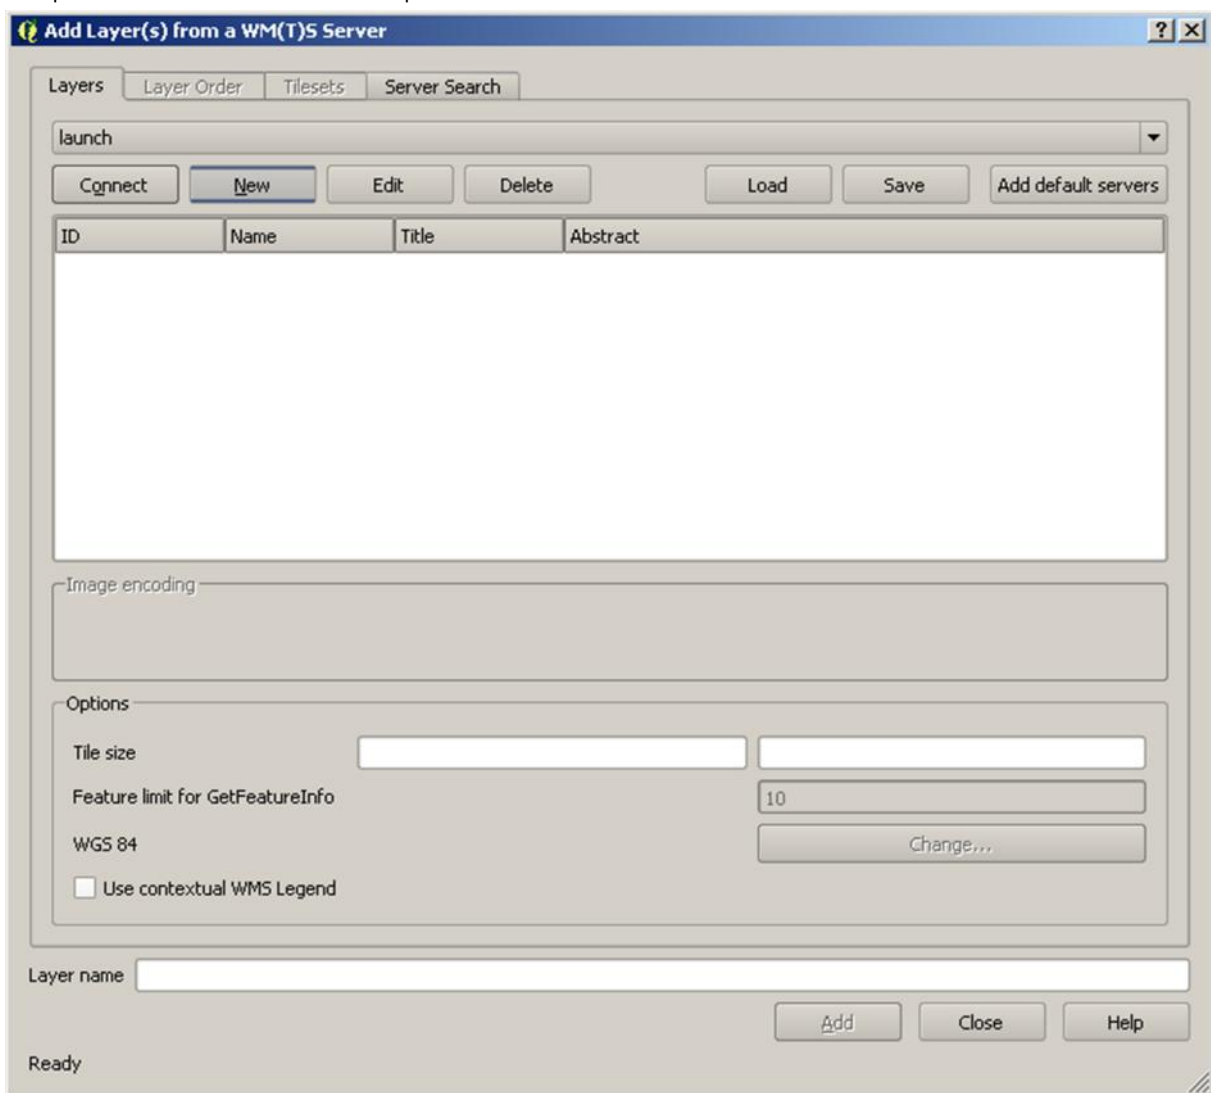 Add Layer(s) from a WM(T)S Server
Layers Layer Order Tilesets Server Search
launch
Connect New Edit Delete Load Save Add default servers
ID Name Title Abstract
Image encoding
Options
Tile size
Feature limit for GetFeatureInfo 10
WGS 84 Change...
Use contextual WMS Legend
Layer name
Add Close Help
Ready